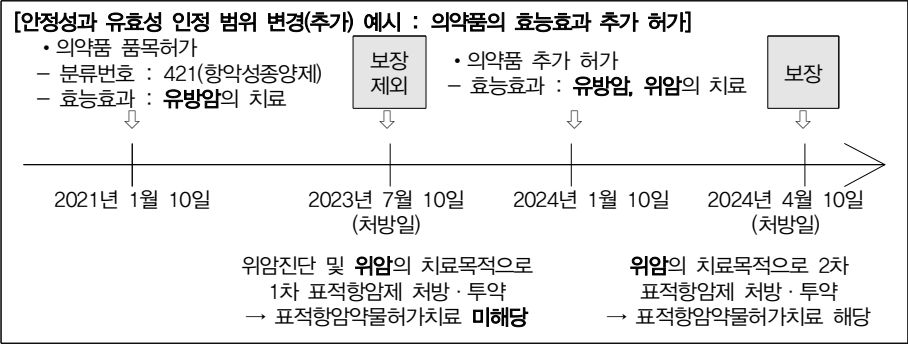 [안정성과 유효성 인정 범위 변경(추가) 예시 : 의약품의 효능효과 추가 허가]
• 의약품 품목허가
- 분류번호 : 421(항악성종양제)
- 효능효과 : 유방암의 치료
보장
제외
• 의약품 추가 허가
- 효능효과 : 유방암, 위암의 치료
보장
2021년 1월 10일
2023년 7월 10일
(처방일)
2024년 1월 10일
2024년 4월 10일
(처방일)
위암진단 및 위암의 치료목적으로
1차 표적항암제 처방·투약
→ 표적항암약물허가치료 미해당
위암의 치료목적으로 2차
표적항암제 처방·투약
→ 표적항암약물허가치료 해당